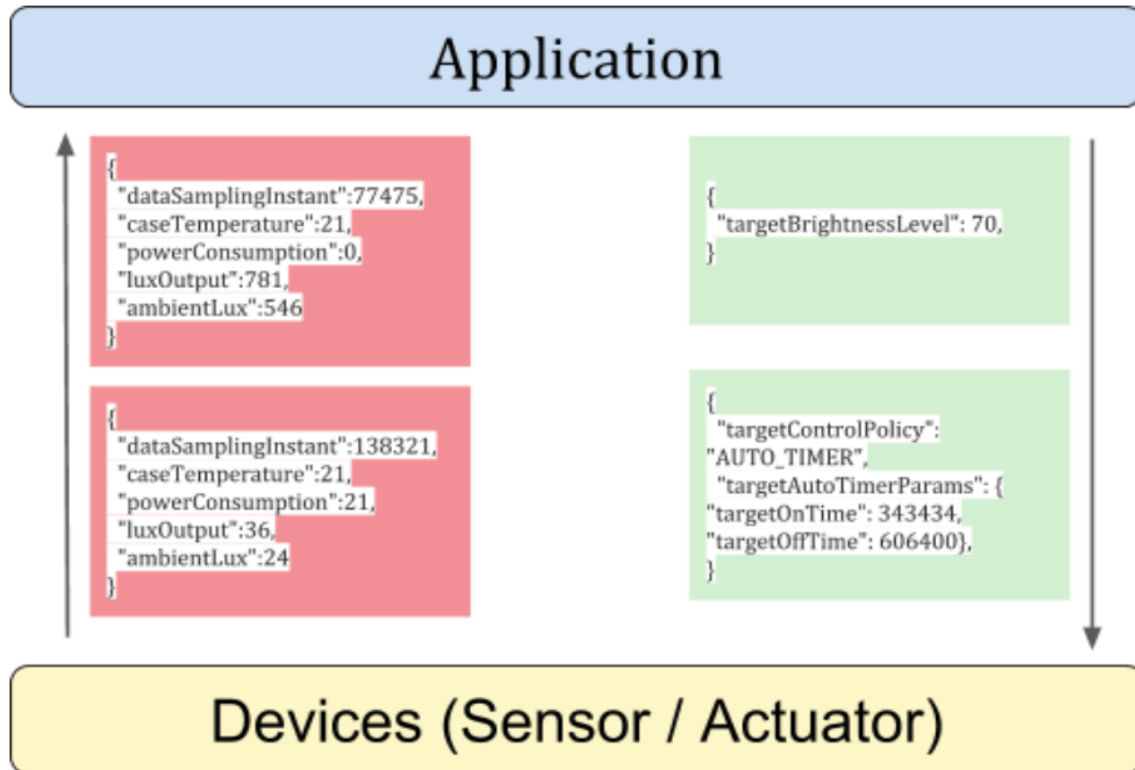 Application
{
"dataSamplingInstant":77475,
"caseTemperature":21,
"powerConsumption":0,
"luxOutput":781,
"ambientLux":546
}
{
"dataSamplingInstant":138321,
"caseTemperature":21,
"powerConsumption":21,
"luxOutput":36,
"ambientLux":24
}
{
"targetBrightnessLevel": 70,
}
{
"targetControlPolicy":
"AUTO_TIMER",
"targetAutoTimerParams": {
"targetOnTime": 343434,
"targetOffTime": 606400},
}
Devices (Sensor / Actuator)